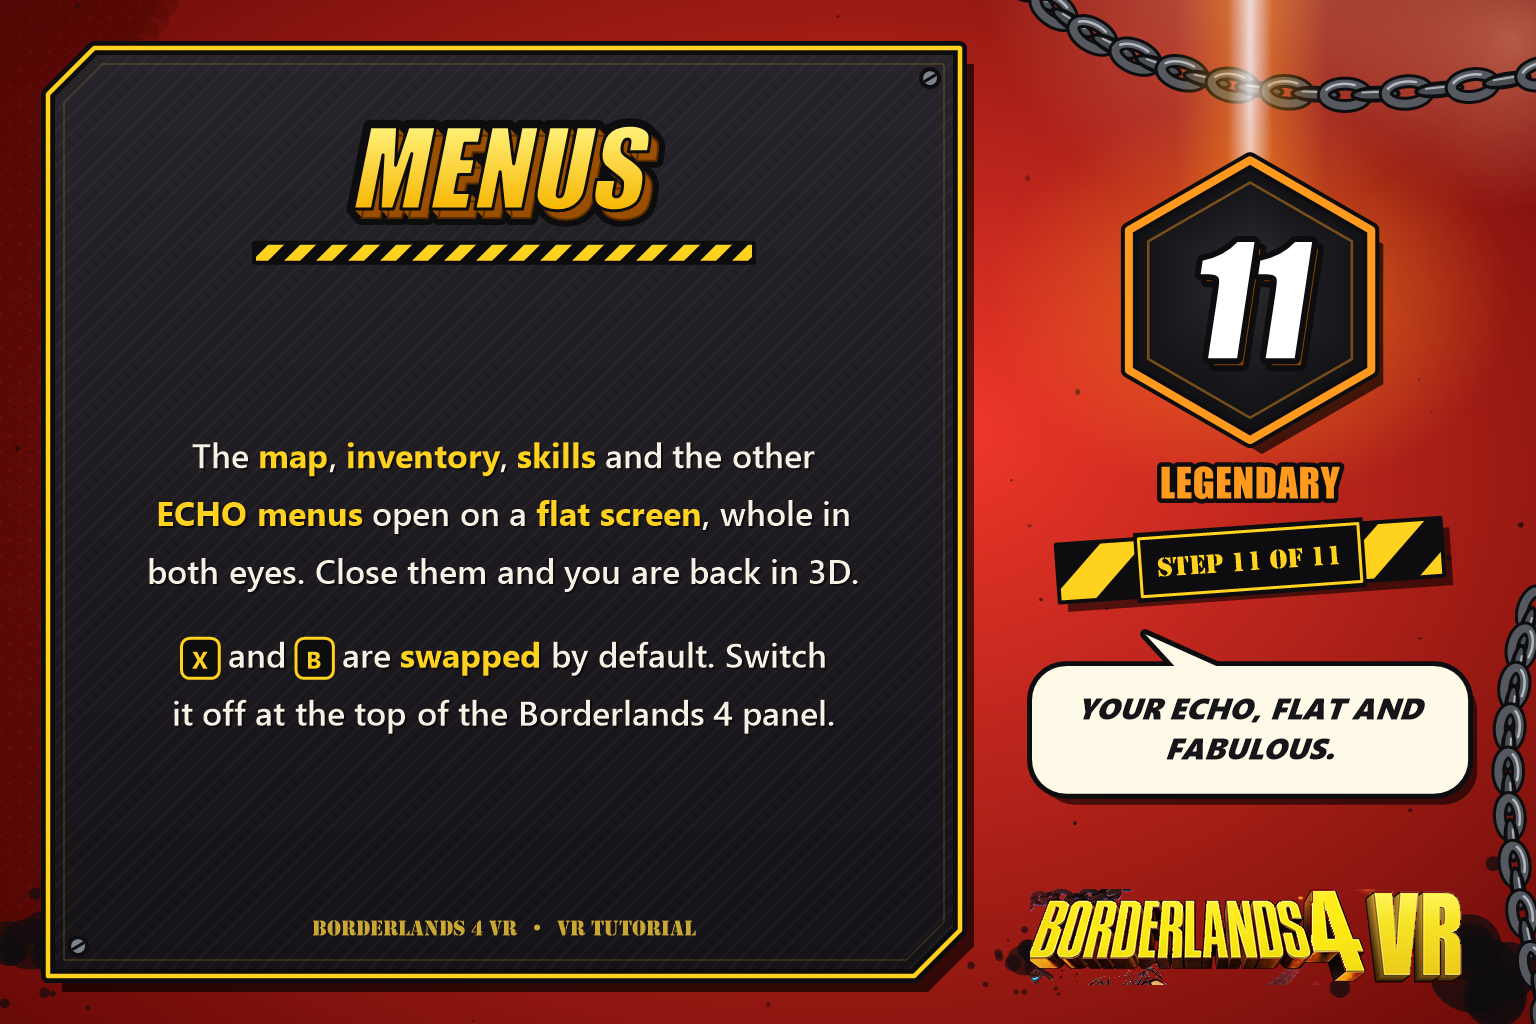 MENUS
The map, inventory, skills and the other
ECHO menus open on a flat screen, whole in
both eyes. Close them and you are back in 3D.
X and B are swapped by default. Switch
it off at the top of the Borderlands 4 panel.
BORDERLANDS 4 VR • VR TUTORIAL
11
LEGENDARY
STEP 11 OF 11
YOUR ECHO, FLAT AND
FABULOUS.
BORDERLANDS 4 VR